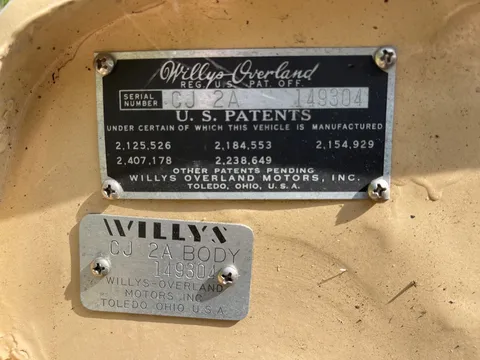 Willys-Overland
REG. U.S. PAT. OFF.
SERIAL NUMBER CJ 2A 149304
U. S. PATENTS
UNDER CERTAIN OF WHICH THIS VEHICLE IS MANUFACTURED
2,125,526 2,184,553 2,154,929
2,407,178 2,238,649
OTHER PATENTS PENDING
WILLYS OVERLAND MOTORS, INC.
TOLEDO, OHIO, U.S.A.
WILLYS
CJ 2A BODY
149304
WILLYS-OVERLAND
MOTORS INC
TOLEDO OHIO U.S.A